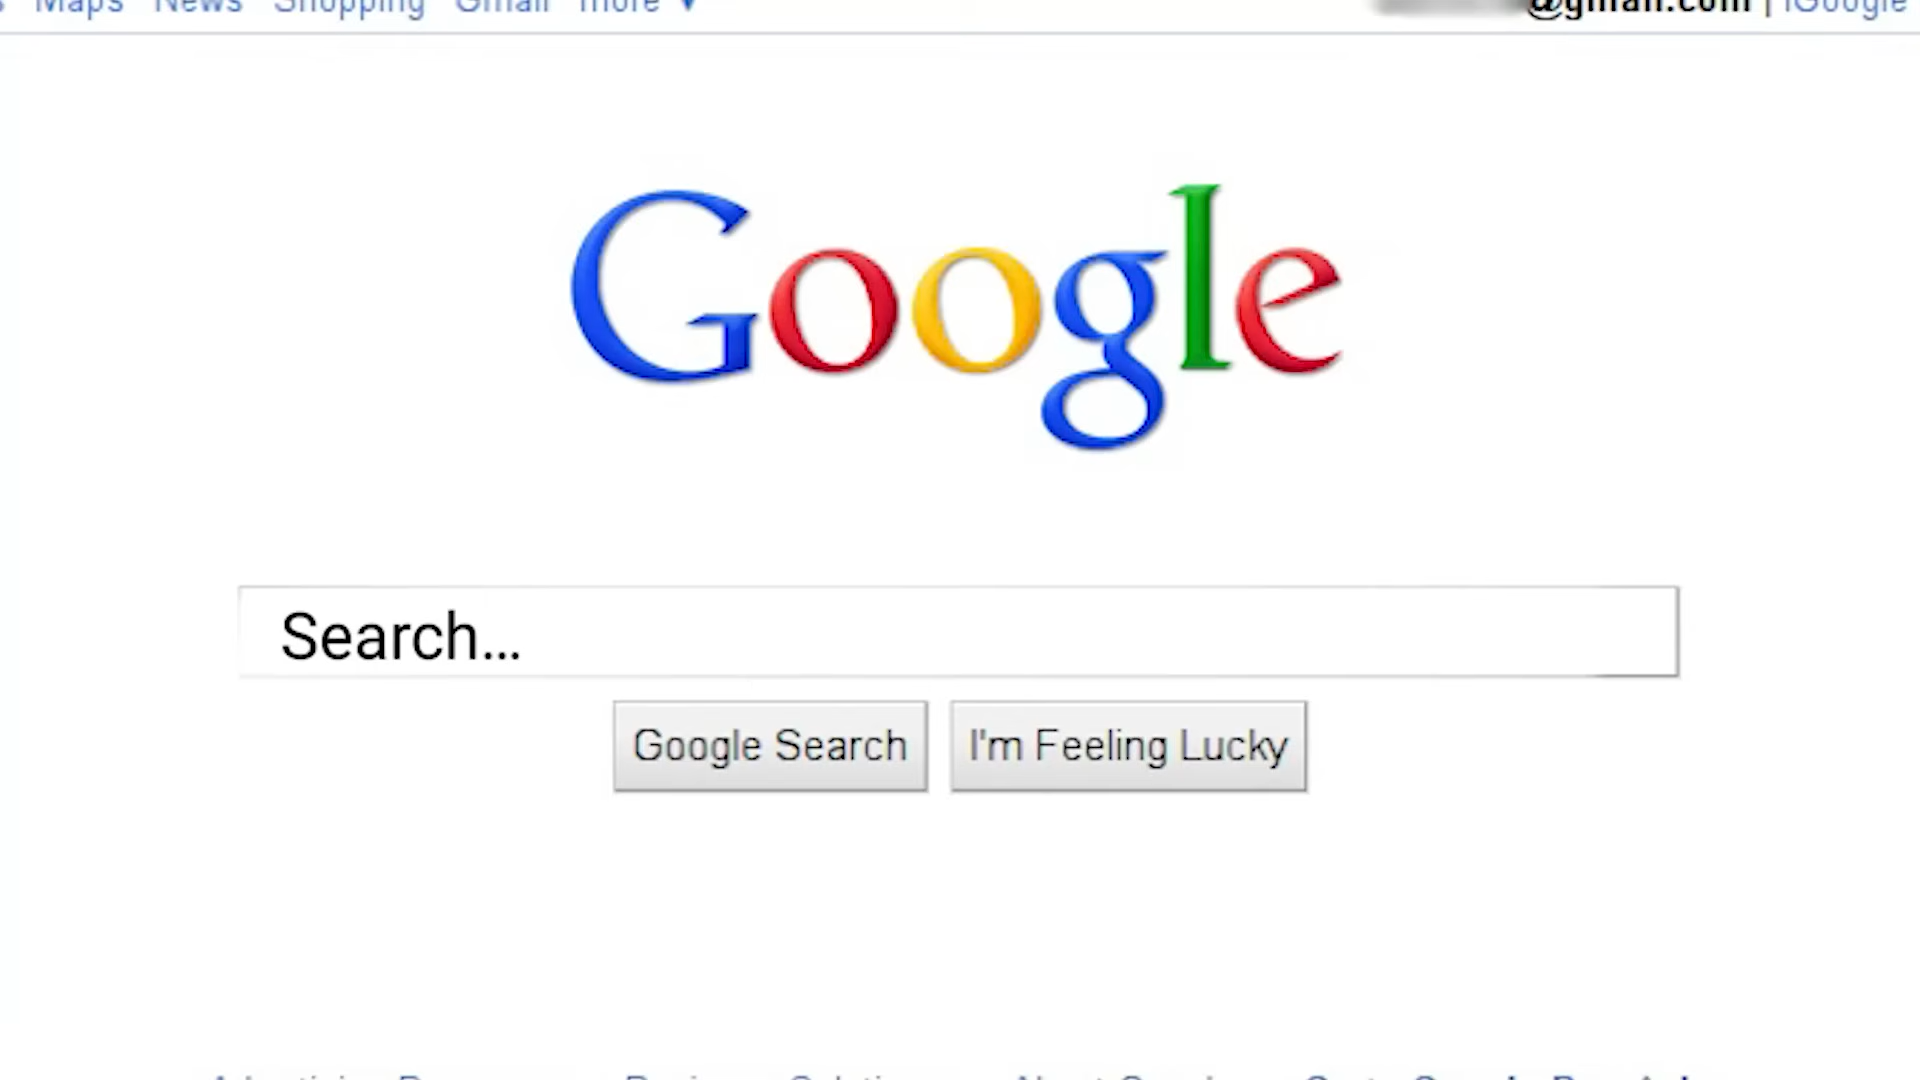 Maps News Shopping Gmail more ▼ @gmail.com | iGoogle
Google
Search...
Google Search I'm Feeling Lucky